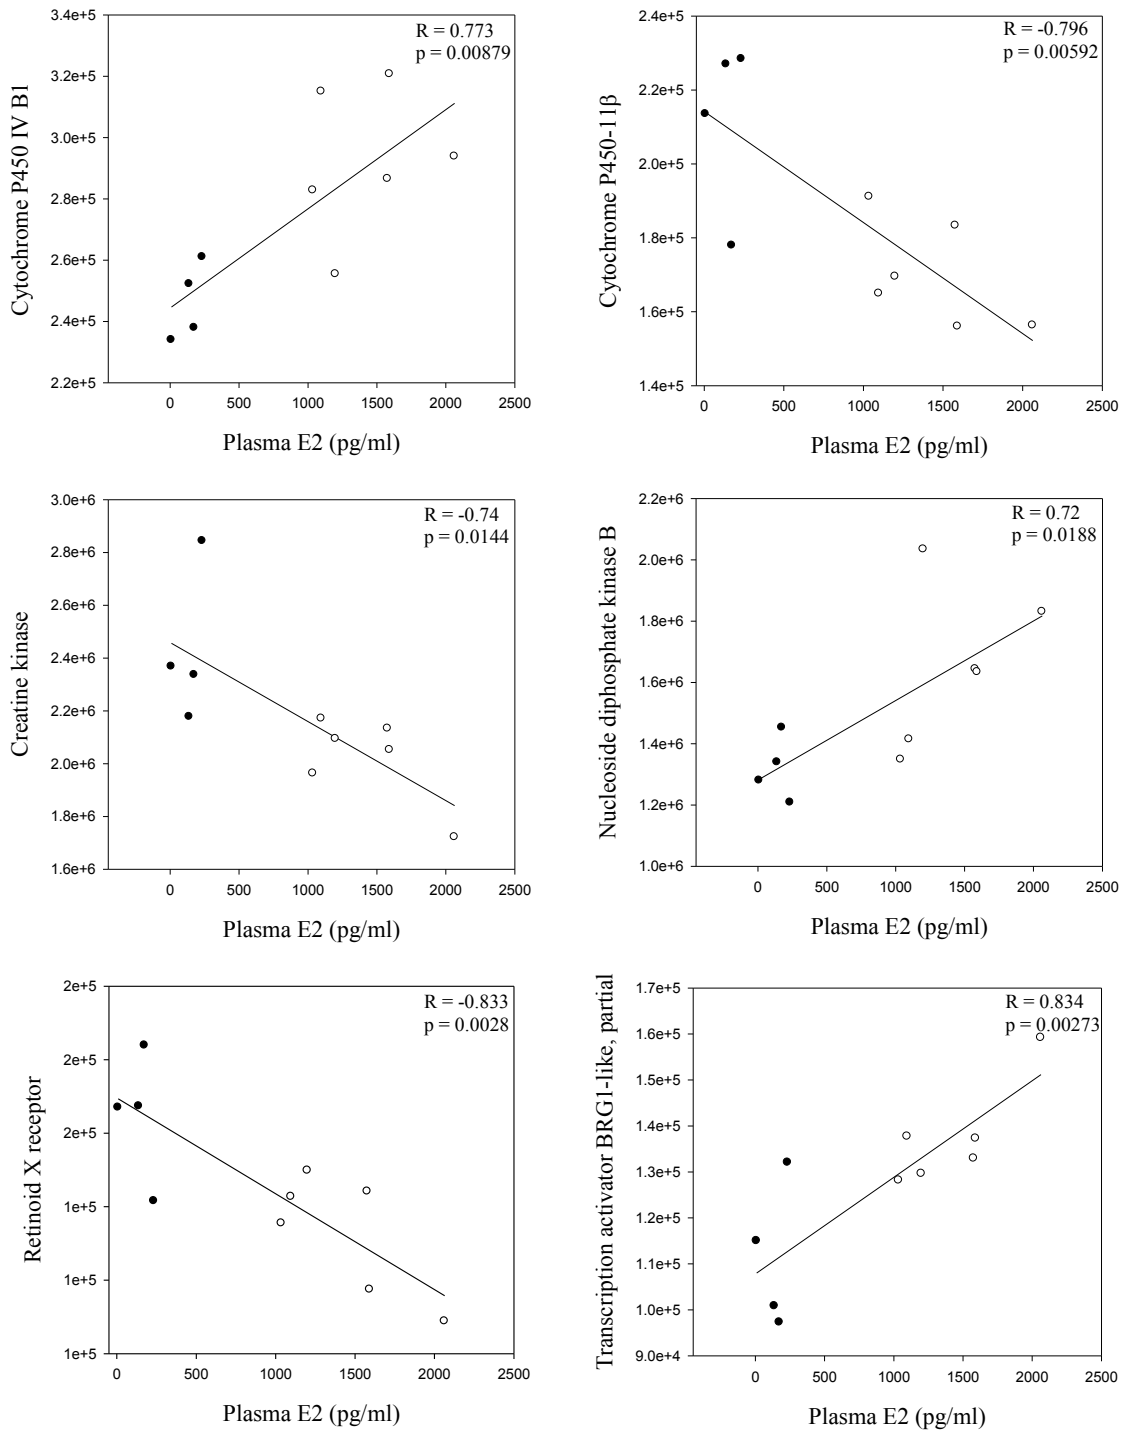 Cytochrome P450 IV B1
3.4e+5
3.2e+5
3.0e+5
2.8e+5
2.6e+5
2.4e+5
2.2e+5
R = 0.773
p = 0.00879
0 500 1000 1500 2000 2500
Plasma E2 (pg/ml)
Cytochrome P450-11β
2.4e+5
2.2e+5
2.0e+5
1.8e+5
1.6e+5
1.4e+5
R = -0.796
p = 0.00592
0 500 1000 1500 2000 2500
Plasma E2 (pg/ml)
Creatine kinase
3.0e+6
2.8e+6
2.6e+6
2.4e+6
2.2e+6
2.0e+6
1.8e+6
1.6e+6
R = -0.74
p = 0.0144
0 500 1000 1500 2000 2500
Plasma E2 (pg/ml)
Nucleoside diphosphate kinase B
2.2e+6
2.0e+6
1.8e+6
1.6e+6
1.4e+6
1.2e+6
1.0e+6
R = 0.72
p = 0.0188
0 500 1000 1500 2000 2500
Plasma E2 (pg/ml)
Retinoid X receptor
2e+5
2e+5
2e+5
1e+5
1e+5
1e+5
R = -0.833
p = 0.0028
0 500 1000 1500 2000 2500
Plasma E2 (pg/ml)
Transcription activator BRG1-like, partial
1.7e+5
1.6e+5
1.5e+5
1.4e+5
1.3e+5
1.2e+5
1.1e+5
1.0e+5
9.0e+4
R = 0.834
p = 0.00273
0 500 1000 1500 2000 2500
Plasma E2 (pg/ml)